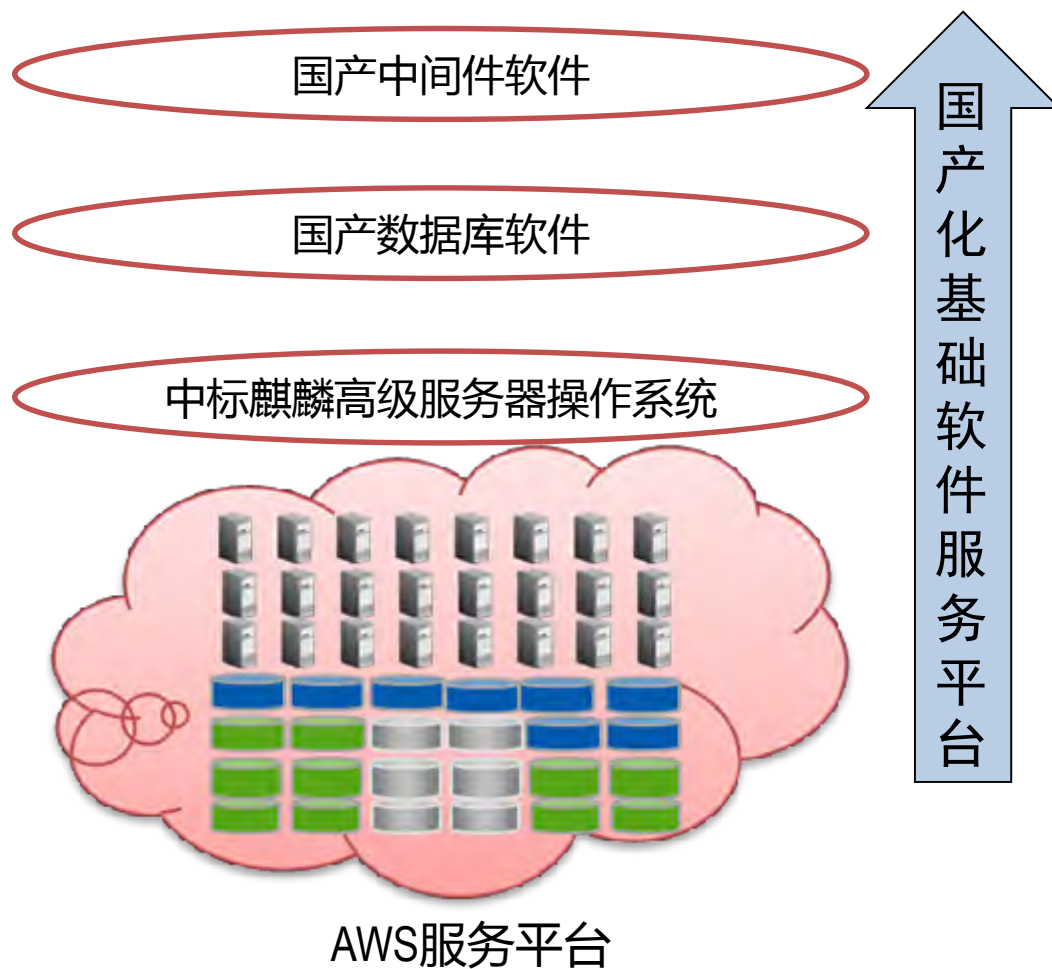 国产中间件软件
国产数据库软件
中标麒麟高级服务器操作系统
AWS服务平台
国产化基础软件服务平台